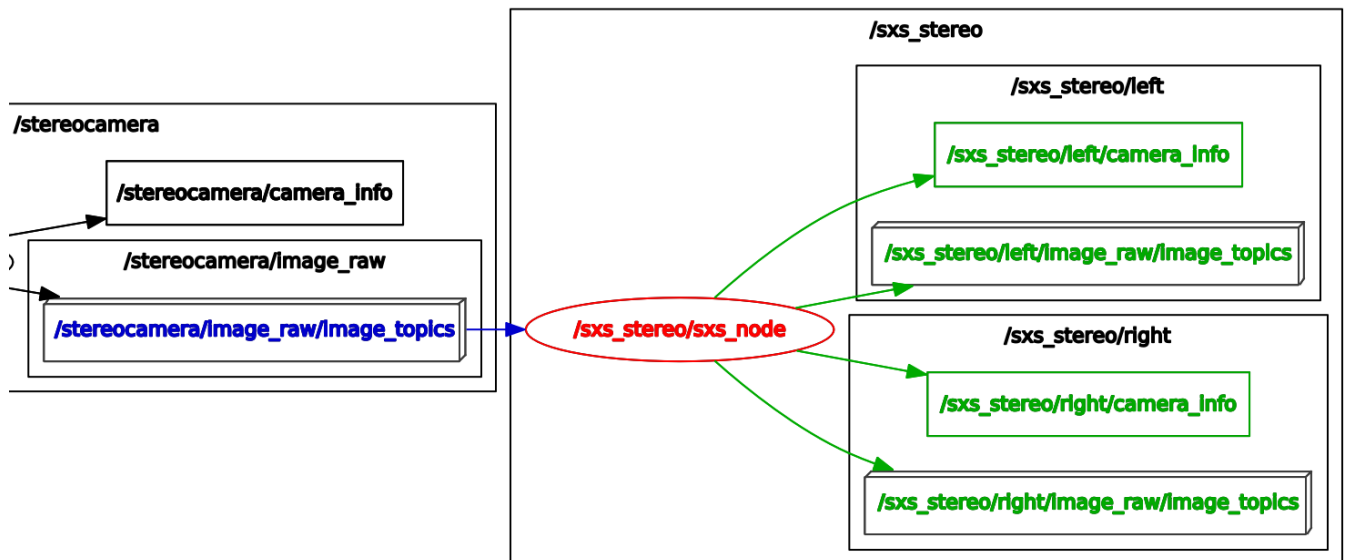 /sxs_stereo
/sxs_stereo/left
/stereocamera
/sxs_stereo/left/camera_info
/stereocamera/camera_info
/stereocamera/image_raw
/sxs_stereo/left/image_raw/image_topics
/stereocamera/image_raw/image_topics
/sxs_stereo/sxs_node
/sxs_stereo/right
/sxs_stereo/right/camera_info
/sxs_stereo/right/image_raw/image_topics